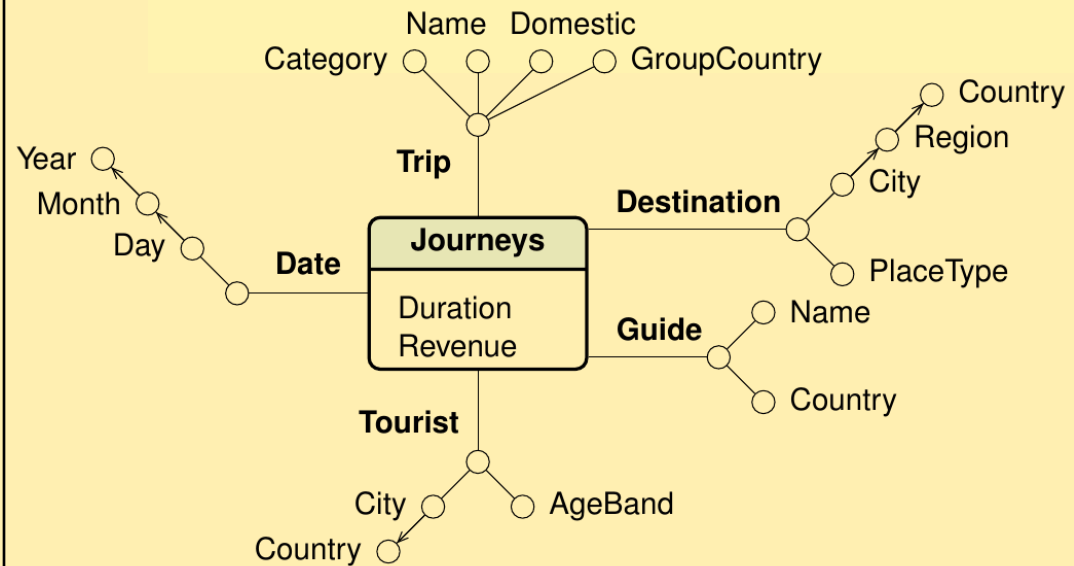 Name Domestic
Category GroupCountry
Country
Region
Year
Trip
City
Month
Destination
Journeys
Day
Date
PlaceType
Duration
Name
Guide
Revenue
Country
Tourist
City AgeBand
Country